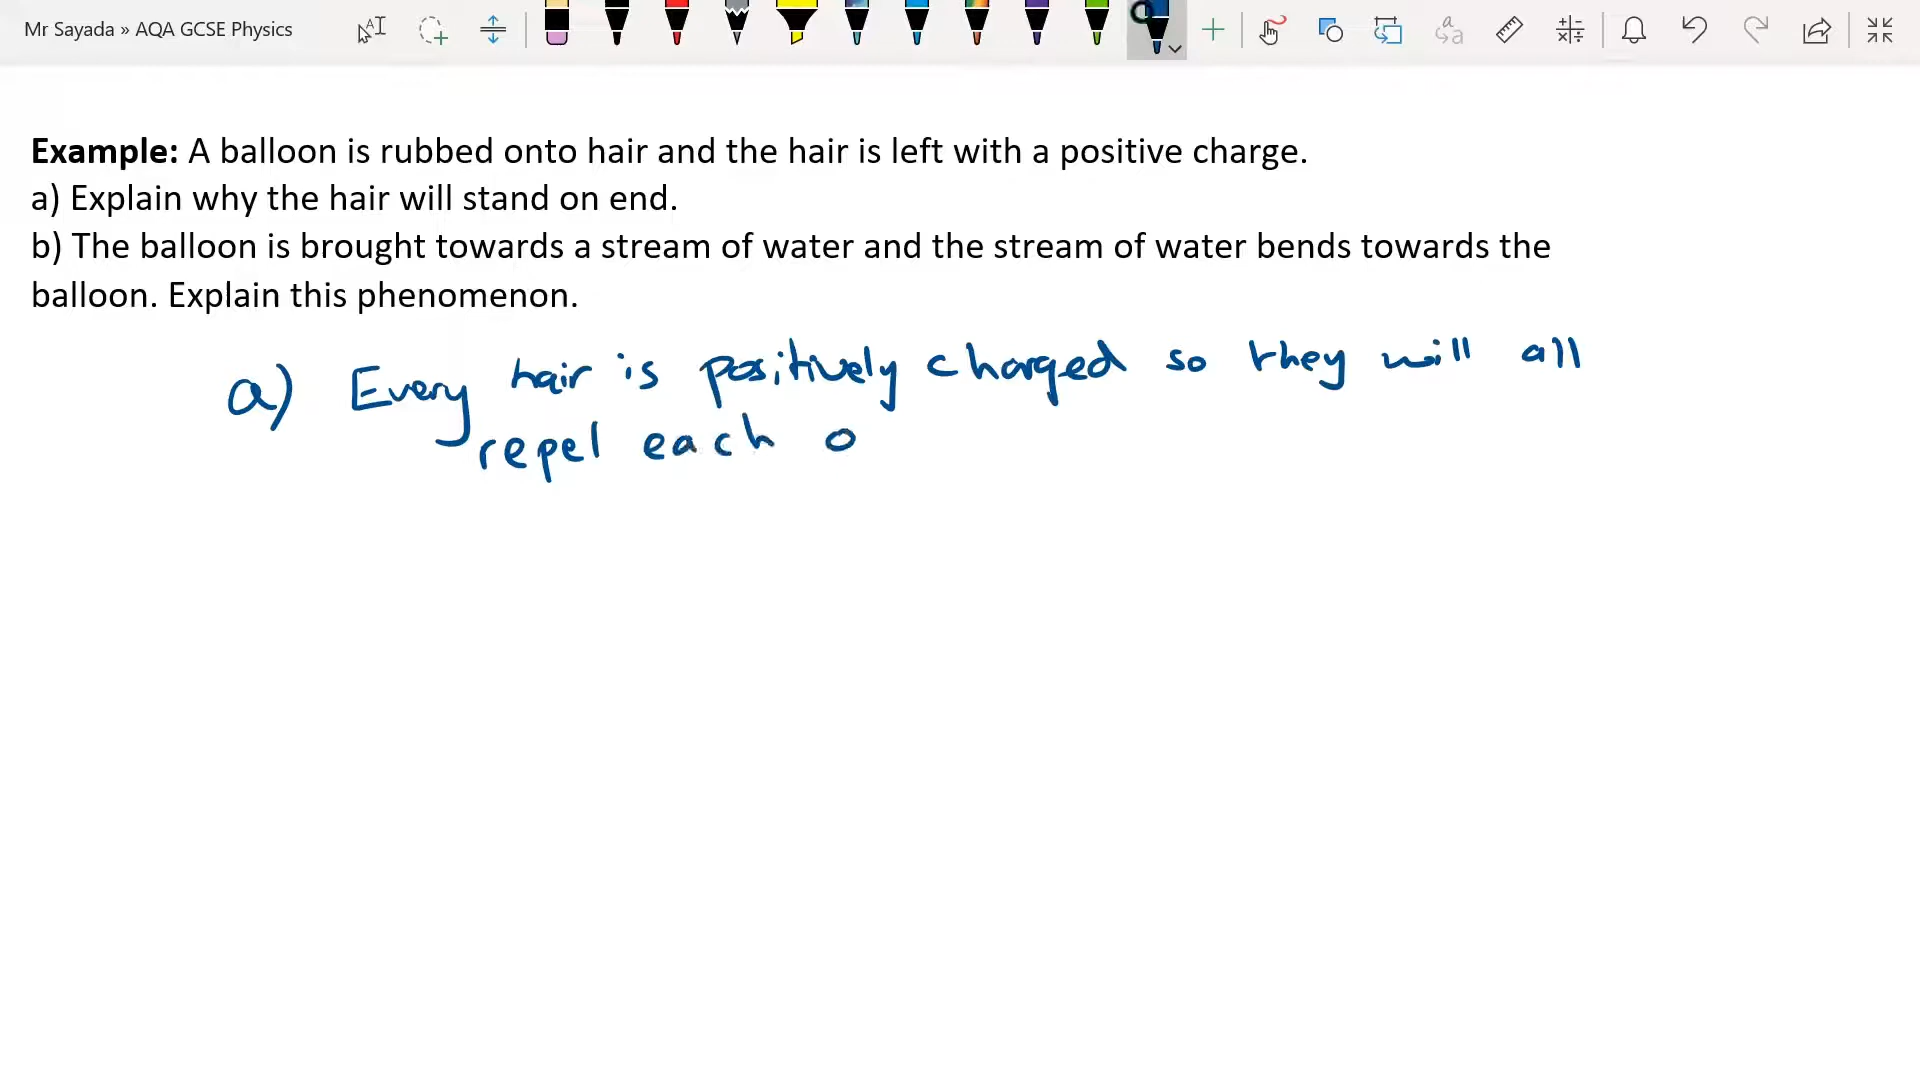 Mr Sayada » AQA GCSE Physics
Example: A balloon is rubbed onto hair and the hair is left with a positive charge.
a) Explain why the hair will stand on end.
b) The balloon is brought towards a stream of water and the stream of water bends towards the
balloon. Explain this phenomenon.
a) Every hair is positively charged so they will all
repel each o